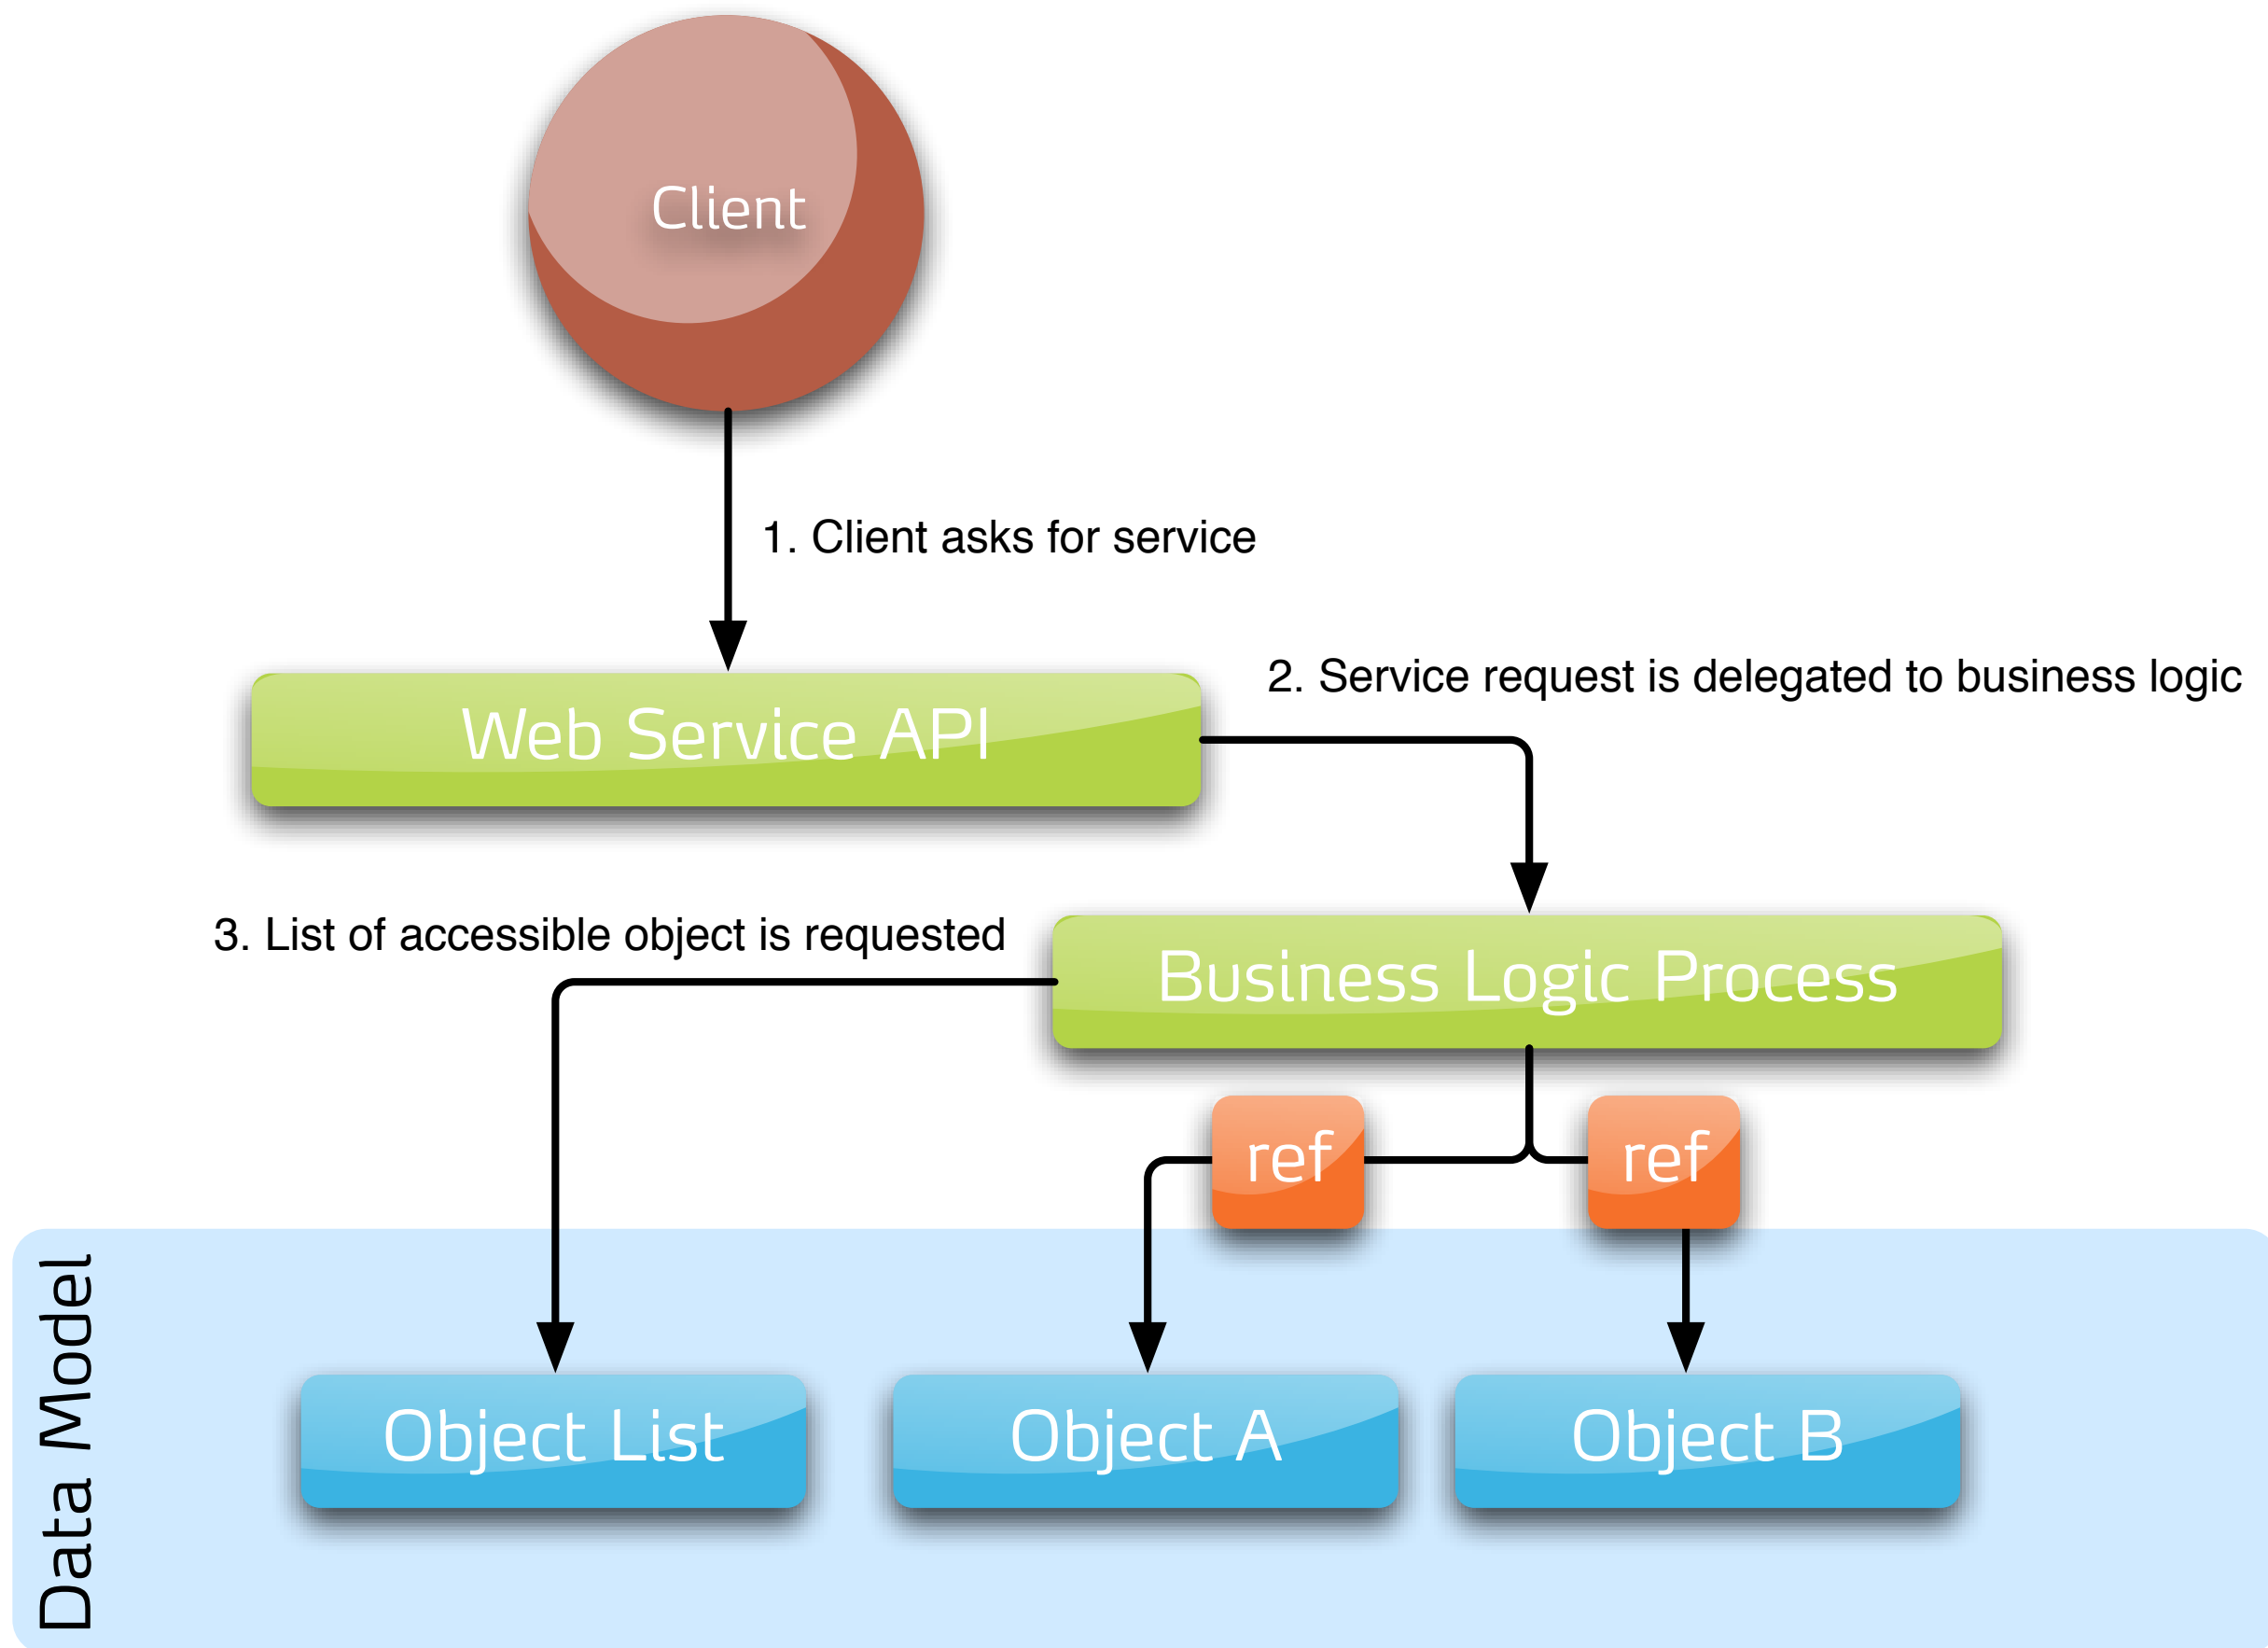 Client
1. Client asks for service
2. Service request is delegated to business logic
Web Service API
3. List of accessible object is requested
Business Logic Process
ref
ref
Data Model
Object List
Object A
Object B